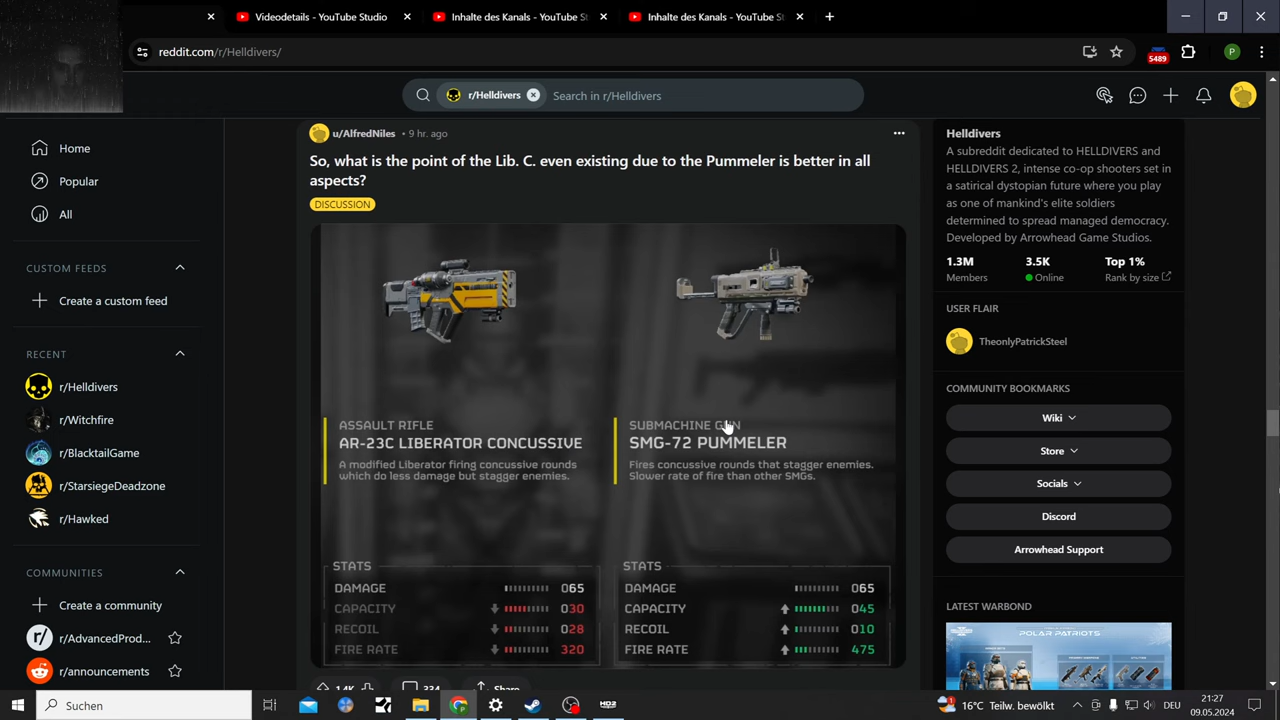 Videodetails - YouTube Studio
Inhalte des Kanals - YouTube St
Inhalte des Kanals - YouTube St
reddit.com/r/Helldivers/
5489
P
r/Helldivers
Search in r/Helldivers
Home
Popular
All
CUSTOM FEEDS
Create a custom feed
RECENT
r/Helldivers
r/Witchfire
r/BlacktailGame
r/StarsiegeDeadzone
r/Hawked
COMMUNITIES
Create a community
r/AdvancedProd...
r/announcements
u/AlfredNiles • 9 hr. ago
So, what is the point of the Lib. C. even existing due to the Pummeler is better in all
aspects?
DISCUSSION
ASSAULT RIFLE
AR-23C LIBERATOR CONCUSSIVE
A modified Liberator firing concussive rounds
which do less damage but stagger enemies.
STATS
DAMAGE 065
CAPACITY 030
RECOIL 028
FIRE RATE 320
SUBMACHINE GUN
SMG-72 PUMMELER
Fires concussive rounds that stagger enemies.
Slower rate of fire than other SMGs.
STATS
DAMAGE 065
CAPACITY 045
RECOIL 010
FIRE RATE 475
1.4K
334
Share
Helldivers
A subreddit dedicated to HELLDIVERS and
HELLDIVERS 2, intense co-op shooters set in
a satirical dystopian future where you play
as one of mankind's elite soldiers
determined to spread managed democracy.
Developed by Arrowhead Game Studios.
1.3M 3.5K Top 1%
Members Online Rank by size
USER FLAIR
TheonlyPatrickSteel
COMMUNITY BOOKMARKS
Wiki
Store
Socials
Discord
Arrowhead Support
LATEST WARBOND
POLAR PATRIOTS
Suchen
HD2
16°C Teilw. bewölkt
DEU
21:27
09.05.2024